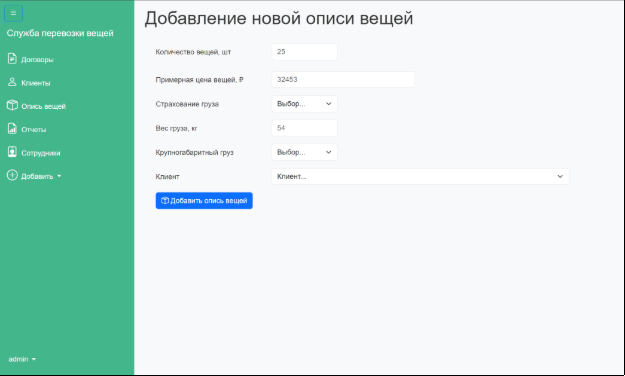 Служба перевозки вещей
Договоры
Клиенты
Опись вещей
Отчеты
Сотрудники
Добавить
admin
Добавление новой описи вещей
Количество вещей, шт 25
Примерная цена вещей, ₽ 32453
Страхование груза Выбор...
Вес груза, кг 54
Крупногабаритный груз Выбор...
Клиент Клиент...
Добавить опись вещей